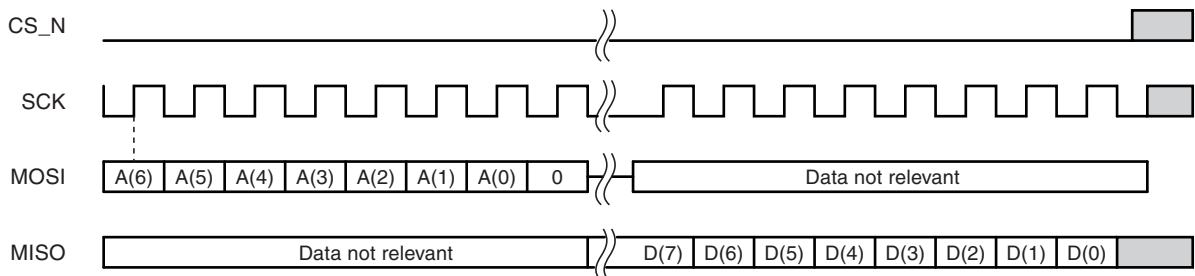 CS_N
SCK
MOSI A(6) A(5) A(4) A(3) A(2) A(1) A(0) 0 Data not relevant
MISO Data not relevant D(7) D(6) D(5) D(4) D(3) D(2) D(1) D(0)